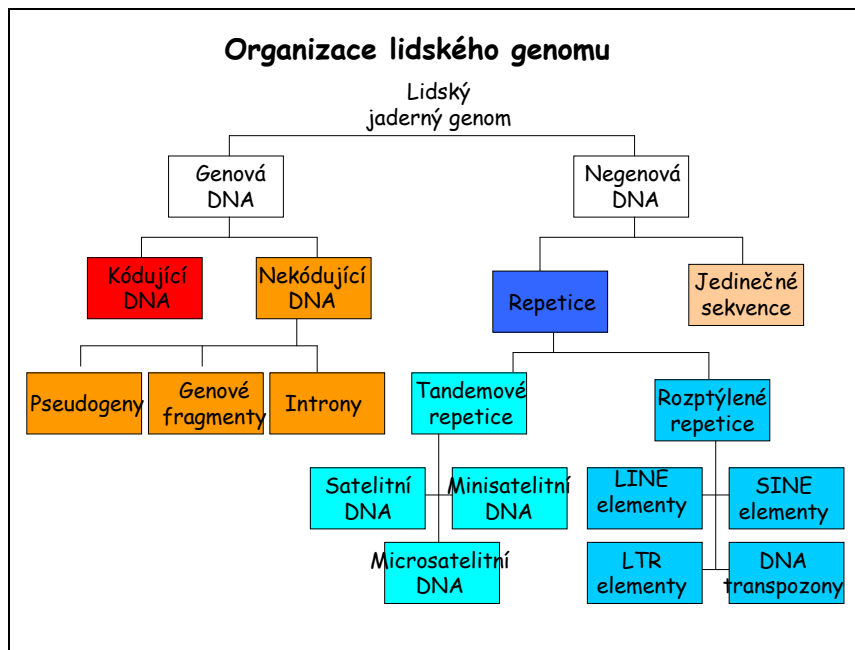 Organizace lidského genomu
Lidský
jaderný genom
Genová
DNA
Negenová
DNA
Kódující
DNA
Nekódující
DNA
Repetice
Jedinečné
sekvence
Pseudogeny
Genové
fragmenty
Introny
Tandemové
repetice
Rozptýlené
repetice
Satelitní
DNA
Minisatelitní
DNA
Microsatelitní
DNA
LINE
elementy
SINE
elementy
LTR
elementy
DNA
transpozony